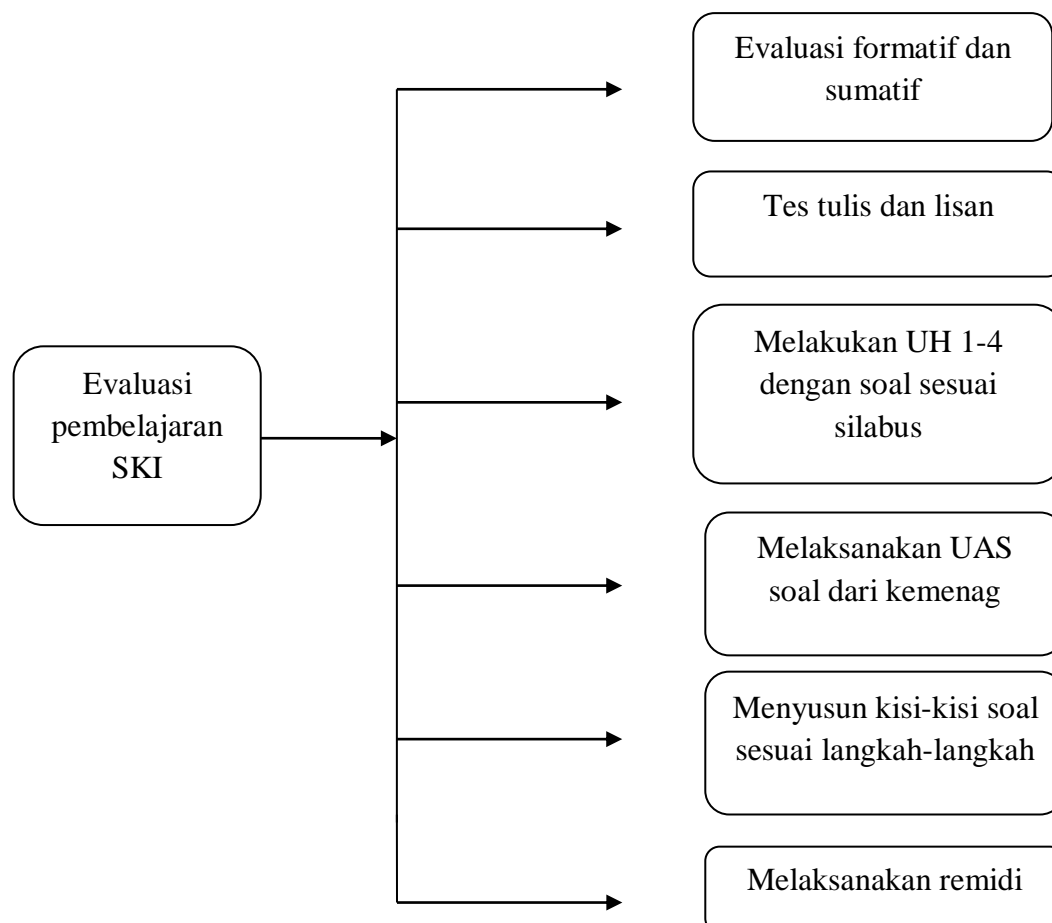 Evaluasi formatif dan
sumatif
Tes tulis dan lisan
Melakukan UH 1-4
dengan soal sesuai
silabus
Evaluasi
pembelajaran
SKI
Melaksanakan UAS
soal dari kemenag
Menyusun kisi-kisi soal
sesuai langkah-langkah
Melaksanakan remidi